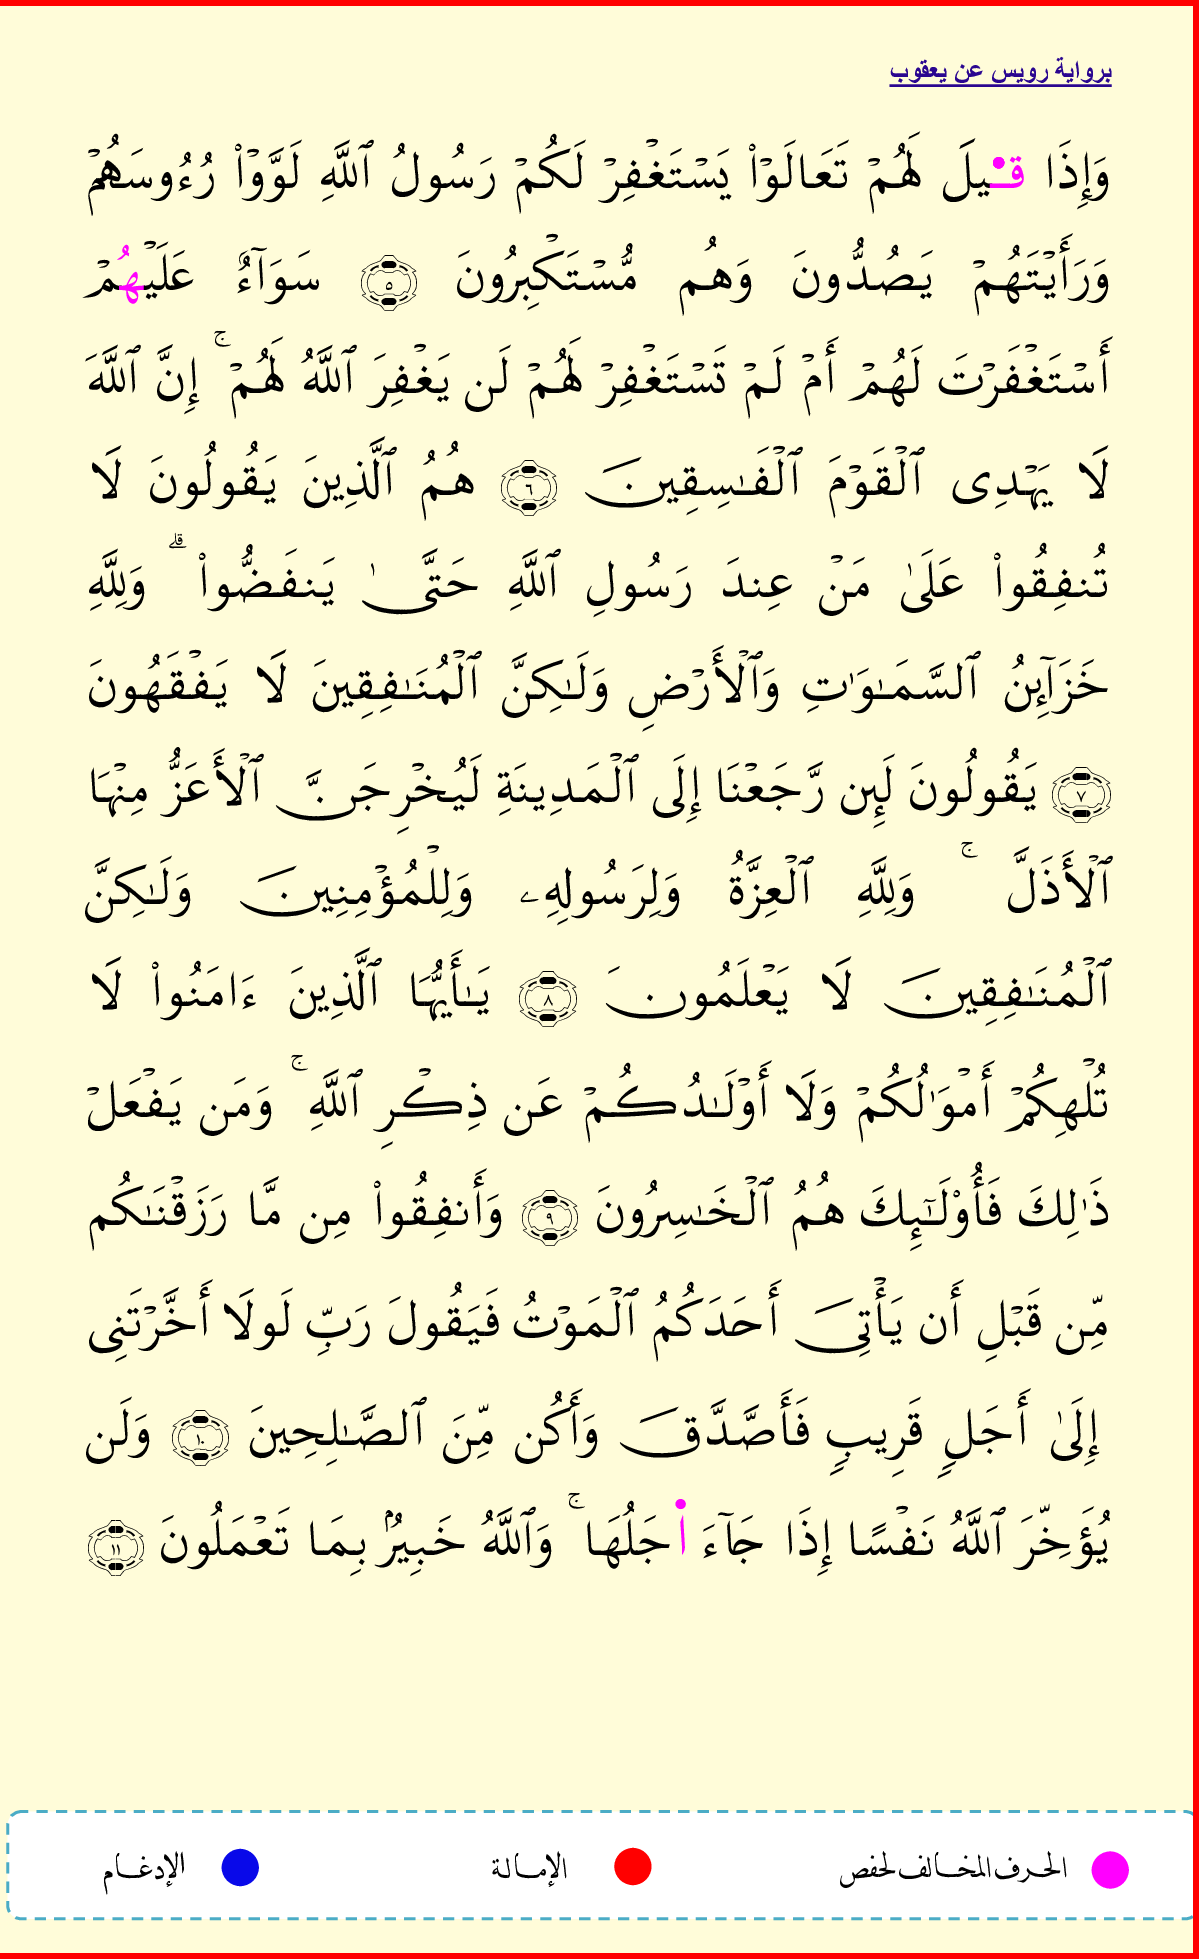 برواية رويس عن يعقوب
وَإِذَا قِيلَ لَهُمۡ تَعَالَوۡاْ يَسۡتَغۡفِرۡ لَكُمۡ رَسُولُ ٱللَّهِ لَوَّوۡاْ رُءُوسَهُمۡ
وَرَأَيۡتَهُمۡ يَصُدُّونَ وَهُم مُّسۡتَكۡبِرُونَ ٥ سَوَآءٌ عَلَيۡهُمۡ
أَسۡتَغۡفَرۡتَ لَهُمۡ أَمۡ لَمۡ تَسۡتَغۡفِرۡ لَهُمۡ لَن يَغۡفِرَ ٱللَّهُ لَهُمۡۚ إِنَّ ٱللَّهَ
لَا يَهۡدِى ٱلۡقَوۡمَ ٱلۡفَـٰسِقِينَ ٦ هُمُ ٱلَّذِينَ يَقُولُونَ لَا
تُنفِقُواْ عَلَىٰ مَنۡ عِندَ رَسُولِ ٱللَّهِ حَتَّىٰ يَنفَضُّواْۗ وَلِلَّهِ
خَزَآئِنُ ٱلسَّمَـٰوَٰتِ وَٱلۡأَرۡضِ وَلَـٰكِنَّ ٱلۡمُنَـٰفِقِينَ لَا يَفۡقَهُونَ
٧ يَقُولُونَ لَئِن رَّجَعۡنَا إِلَى ٱلۡمَدِينَةِ لَيُخۡرِجَنَّ ٱلۡأَعَزُّ مِنۡهَا
ٱلۡأَذَلَّۚ وَلِلَّهِ ٱلۡعِزَّةُ وَلِرَسُولِهِۦ وَلِلۡمُؤۡمِنِينَ وَلَـٰكِنَّ
ٱلۡمُنَـٰفِقِينَ لَا يَعۡلَمُونَ ٨ يَـٰأَيُّهَا ٱلَّذِينَ ءَامَنُواْ لَا
تُلۡهِكُمۡ أَمۡوَٰلُكُمۡ وَلَا أَوۡلَـٰدُكُمۡ عَن ذِكۡرِ ٱللَّهِۚ وَمَن يَفۡعَلۡ
ذَٰلِكَ فَأُوْلَـٰٓئِكَ هُمُ ٱلۡخَـٰسِرُونَ ٩ وَأَنفِقُواْ مِن مَّا رَزَقۡنَـٰكُم
مِّن قَبۡلِ أَن يَأۡتِىَ أَحَدَكُمُ ٱلۡمَوۡتُ فَيَقُولَ رَبِّ لَولَا أَخَّرۡتَنِى
إِلَىٰ أَجَلٍ قَرِيبٍ فَأَصَّدَّقَ وَأَكُن مِّنَ ٱلصَّـٰلِحِينَ ١٠ وَلَن
يُؤَخِّرَ ٱللَّهُ نَفۡسًا إِذَا جَآءَ اجَلُهَاۚ وَٱللَّهُ خَبِيرُۢ بِمَا تَعۡمَلُونَ ١١
الحرف المخالف لحفص الإمالة الإدغام